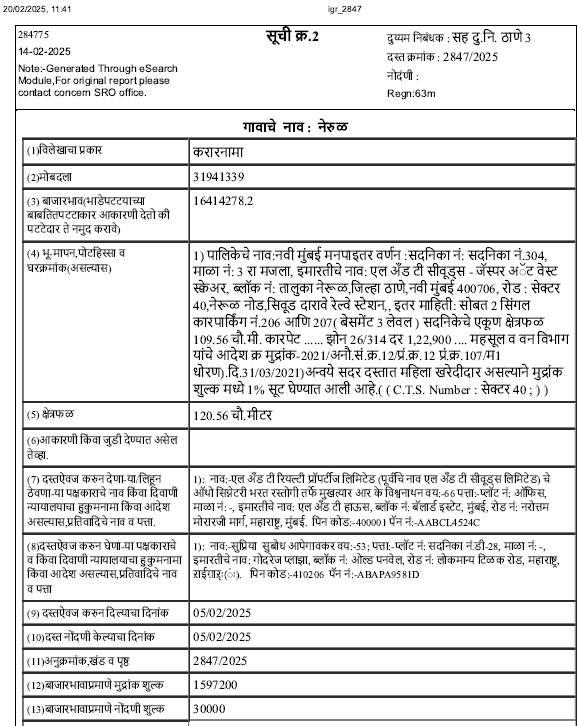 20/02/2025, 11:41
igr_2847
284775
14-02-2025
Note:-Generated Through eSearch
Module,For original report please
contact concern SRO office.
सूची क्र.2
दुय्यम निबंधक : सह दु.नि. ठाणे 3
दस्त क्रमांक : 2847/2025
नोदंणी :
Regn:63m
गावाचे नाव : नेरुळ
(1)विलेखाचा प्रकार
करारनामा
(2)मोबदला
31941339
(3) बाजारभाव(भाडेपटटयाच्या
बाबतितपटटाकार आकारणी देतो की
पटटेदार ते नमुद करावे)
16414278.2
(4) भू-मापन,पोटहिस्सा व
घरक्रमांक(असल्यास)
1) पालिकेचे नाव:नवी मुंबई मनपाइतर वर्णन :सदनिका नं: सदनिका नं.304,
माळा नं: 3 रा मजला, इमारतीचे नाव: एल अँड टी सीवूड्स - जॅस्पर अॅट वेस्ट
स्क्वेअर, ब्लॉक नं: तालुका नेरूळ,जिल्हा ठाणे,नवी मुंबई 400706, रोड : सेक्टर
40,नेरूळ नोड,सिवूड दारावे रेल्वे स्टेशन,, इतर माहिती: सोबत 2 सिंगल
कारपार्किंग नं.206 आणि 207( बेसमेंट 3 लेवल ) सदनिकेचे एकूण क्षेत्रफळ
109.56 चौ.मी. कारपेट ...... झोन 26/314 दर 1,22,900 .... महसूल व वन विभाग
यांचे आदेश क्र मुद्रांक-2021/अनौ.सं.क्र.12/प्र.क्र.12 प्र.क्र.107/म1
धोरण).दि.31/03/2021)अन्वये सदर दस्तात महिला खरेदीदार असल्याने मुद्रांक
शुल्क मध्ये 1% सूट घेण्यात आली आहे.( ( C.T.S. Number : सेक्टर 40 ; ) )
(5) क्षेत्रफळ
120.56 चौ.मीटर
(6)आकारणी किंवा जुडी देण्यात असेल
तेव्हा.
(7) दस्तऐवज करुन देणा-या/लिहून
ठेवणा-या पक्षकाराचे नाव किंवा दिवाणी
न्यायालयाचा हुकुमनामा किंवा आदेश
असल्यास,प्रतिवादिचे नाव व पत्ता.
1): नाव:-एल अँड टी रियल्टी प्रॉपर्टीज लिमिटेड (पूर्वीचे नाव एल अँड टी सीवूड्स लिमिटेड) चे
ऑथो सिग्नेटरी भरत रस्तोगी तर्फे मुखत्यार आर के विश्वनाथन वय:-66 पत्ता:-प्लॉट नं: ऑफिस,
माळा नं: -, इमारतीचे नाव: एल अँड टी हाऊस, ब्लॉक नं: बॅलार्ड इस्टेट, मुंबई, रोड नं: नरोत्तम
मोरारजी मार्ग, महाराष्ट्र, मुंबई. पिन कोड:-400001 पॅन नं:-AABCL4524C
(8)दस्तऐवज करुन घेणा-या पक्षकाराचे
व किंवा दिवाणी न्यायालयाचा हुकुमनामा
किंवा आदेश असल्यास,प्रतिवादिचे नाव
व पत्ता
1): नाव:-सुप्रिया सुबोध आपेगावकर वय:-53; पत्ता:-प्लॉट नं: सदनिका नं.डी-28, माळा नं: -,
इमारतीचे नाव: गोदरेज प्लाझा, ब्लॉक नं: ओल्ड पनवेल, रोड नं: लोकमान्य टिळक रोड, महाराष्ट्र,
पिन कोड:-410206 पॅन नं:-ABAPA9581D
(9) दस्तऐवज करुन दिल्याचा दिनांक
05/02/2025
(10)दस्त नोंदणी केल्याचा दिनांक
05/02/2025
(11)अनुक्रमांक,खंड व पृष्ठ
2847/2025
(12)बाजारभावाप्रमाणे मुद्रांक शुल्क
1597200
(13)बाजारभावाप्रमाणे नोंदणी शुल्क
30000